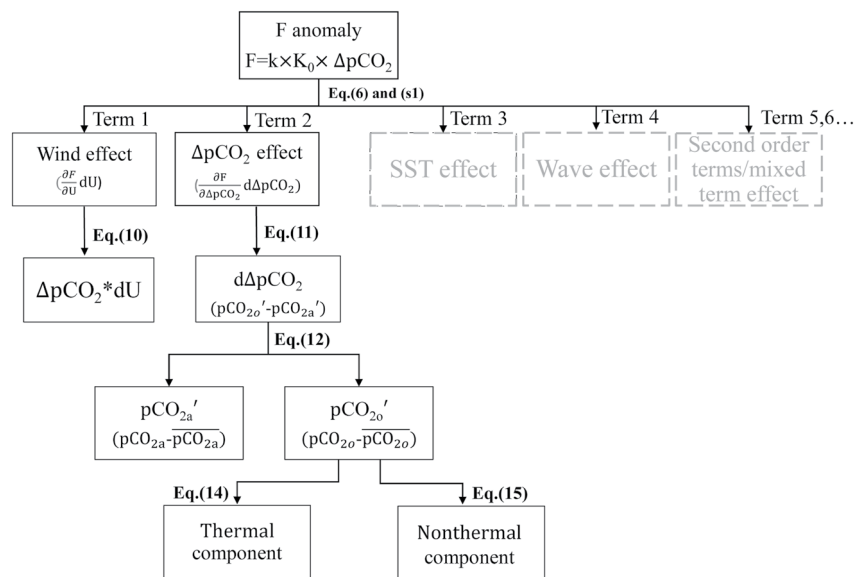 F anomaly
F=k×K₀× ΔpCO₂
Eq.(6) and (s1)
Term 1
Term 2
Term 3
Term 4
Term 5,6…
Wind effect
(∂F/∂U dU)
ΔpCO₂ effect
(∂F/∂ΔpCO₂ dΔpCO₂)
SST effect
Wave effect
Second order
terms/mixed
term effect
Eq.(10)
Eq.(11)
ΔpCO₂*dU
dΔpCO₂
(pCO₂ₒ′-pCO₂ₐ′)
Eq.(12)
pCO₂ₐ′
(pCO₂ₐ-p̅C̅O̅₂̅ₐ̅)
pCO₂ₒ′
(pCO₂ₒ-p̅C̅O̅₂̅ₒ̅)
Eq.(14)
Eq.(15)
Thermal
component
Nonthermal
component